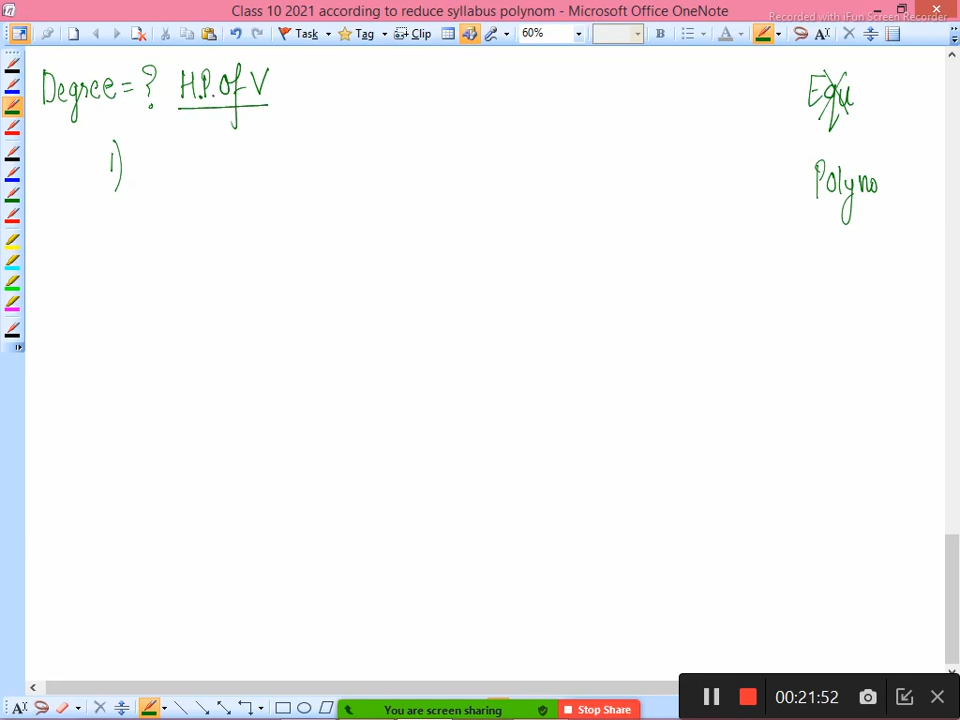 Class 10 2021 according to reduce syllabus polynom - Microsoft Office OneNote
Recorded with iFun Screen Recorder
Task Tag Clip 60% B A A
Degree = ? H.P. Of V
Equ
1)
Polyno
You are screen sharing Stop Share
00:21:52